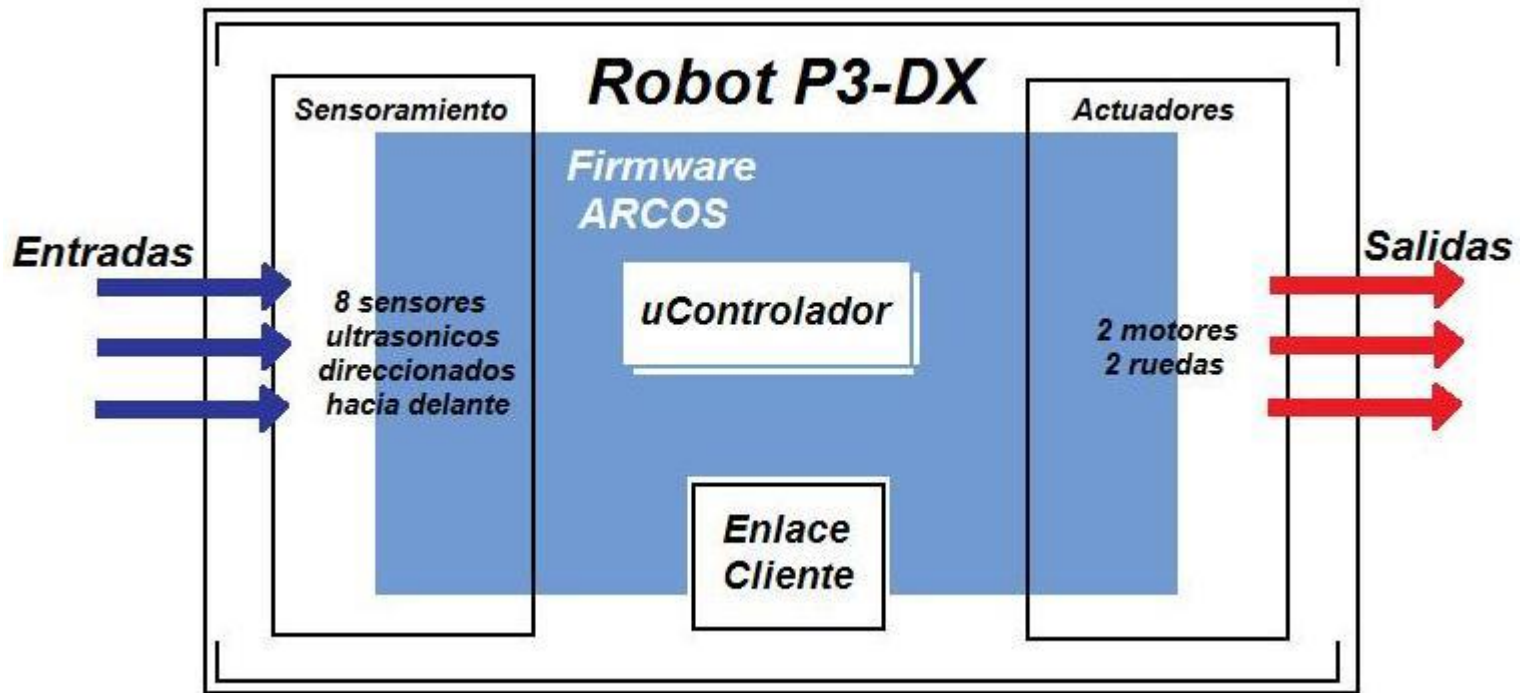 Robot P3-DX
Sensoramíento
Actuadores
Firmware
ARCOS
Entradas
Salidas
8 sensores
ultrasonicos
direccionados
hacia delante
uControlador
2 motores
2 ruedas
Enlace
Cliente